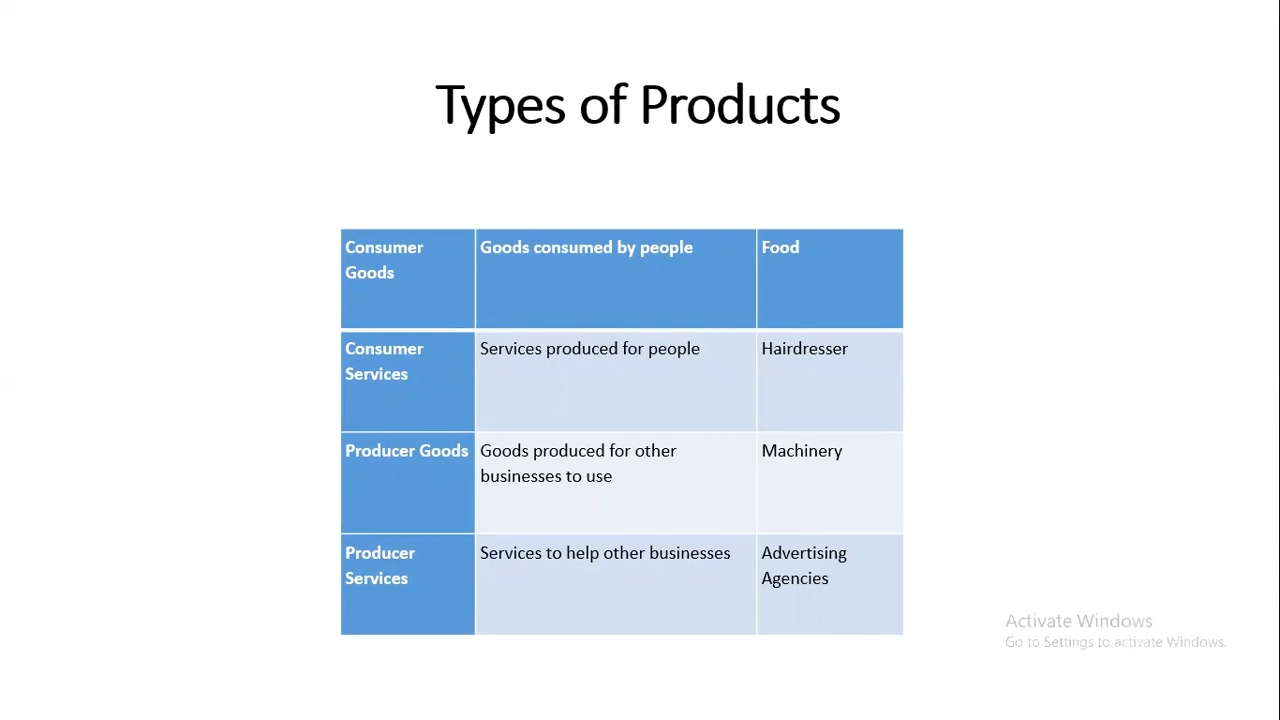 Types of Products
Consumer Goods
Goods consumed by people
Food
Consumer Services
Services produced for people
Hairdresser
Producer Goods
Goods produced for other
businesses to use
Machinery
Producer Services
Services to help other businesses
Advertising Agencies
Activate Windows
Go to Settings to activate Windows.